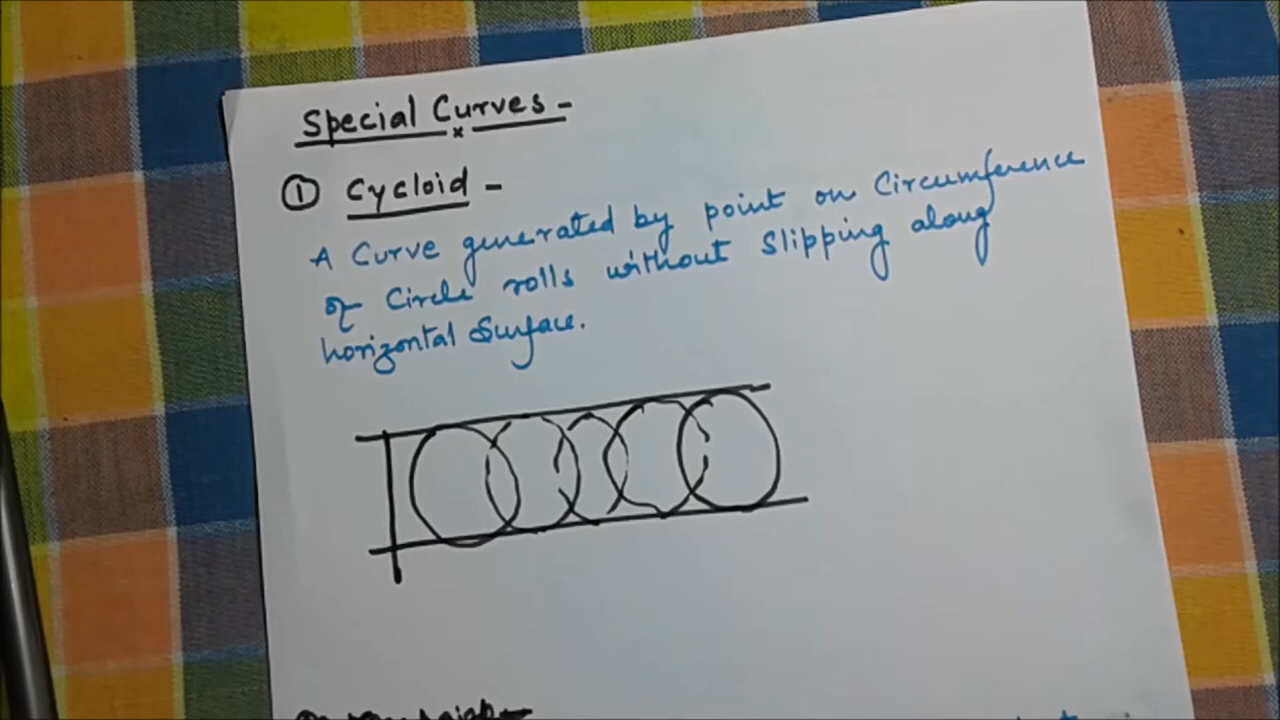 Special Curves -
① Cycloid -
A Curve generated by point on Circumference
of Circle rolls without Slipping along
horizontal Surface.